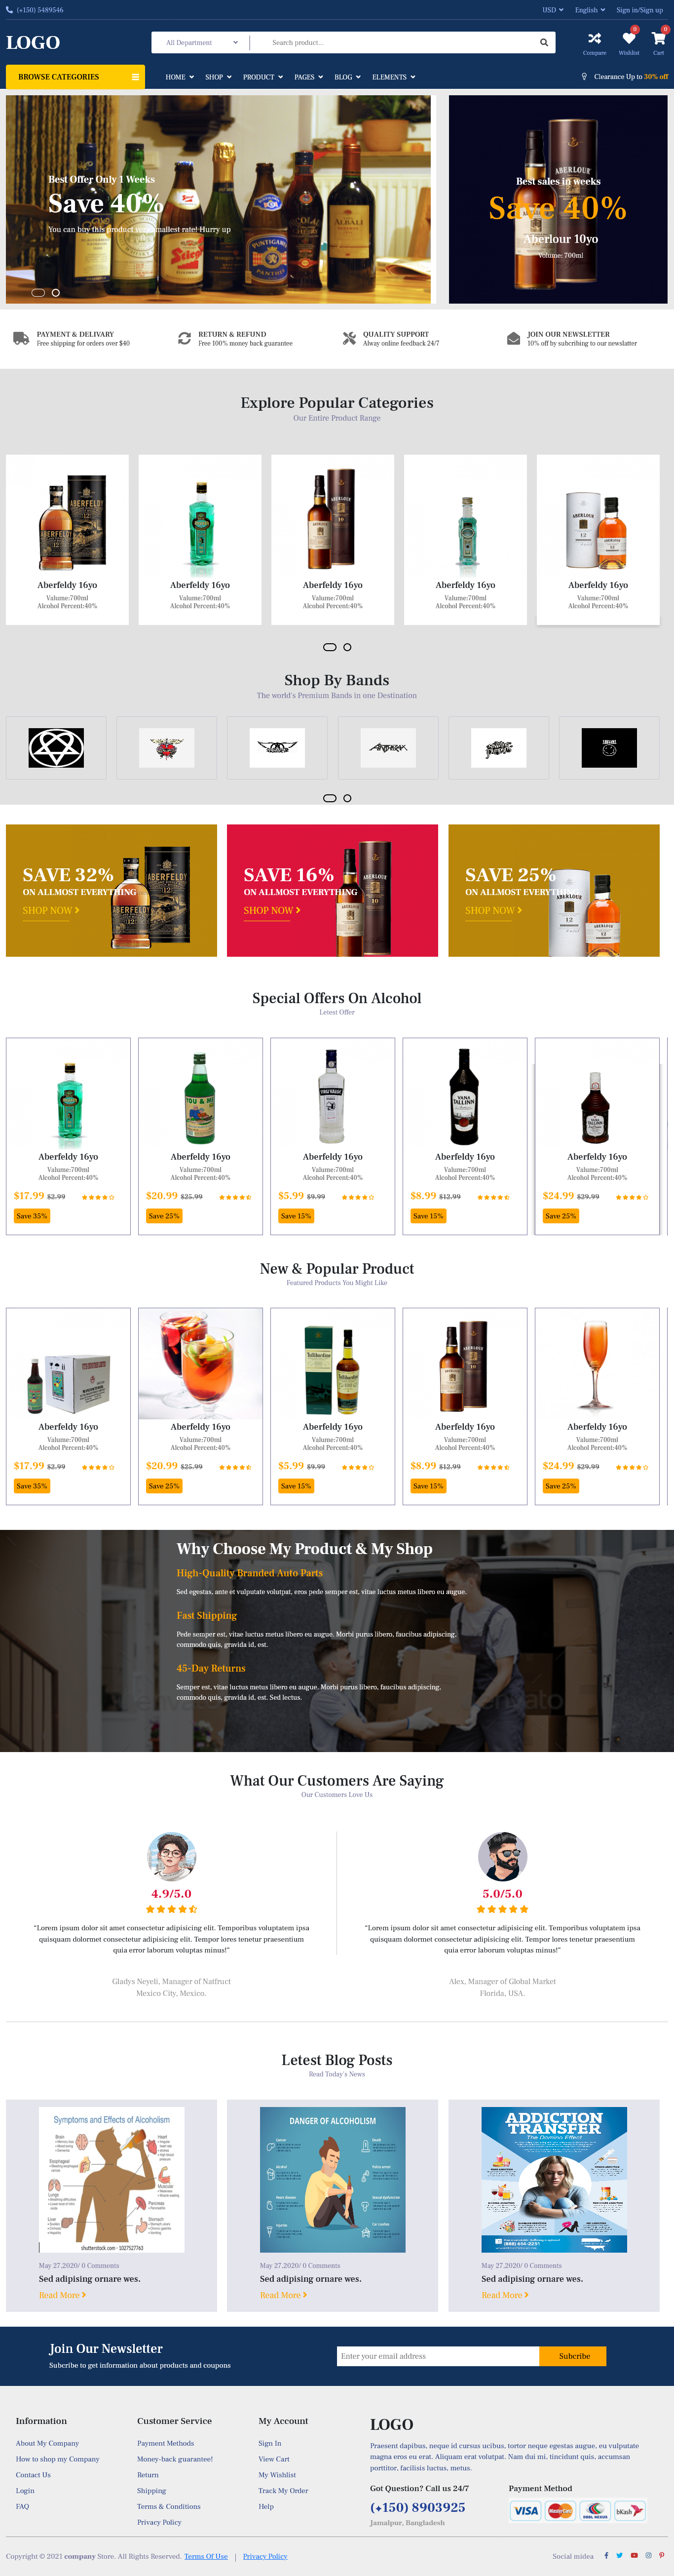 (+150) 5489546
USD
English
Sign in/Sign up
LOGO
All Department
Search product...
0
0
Compare
Wishlist
Cart
BROWSE CATEGORIES
HOME
SHOP
PRODUCT
PAGES
BLOG
ELEMENTS
Clearance Up to 30% off
Best Offer Only 1 Weeks
Save 40%
You can buy this product very smallest rate! Hurry up
Best sales in weeks
Save 40%
Aberlour 10yo
Volume: 700ml
PAYMENT & DELIVARY
Free shipping for orders over $40
RETURN & REFUND
Free 100% money back guarantee
QUALITY SUPPORT
Alway online feedback 24/7
JOIN OUR NEWSLETTER
10% off by subcribing to our newslatter
Explore Popular Categories
Our Entire Product Range
Aberfeldy 16yo
Valume:700ml
Alcohol Percent:40%
Aberfeldy 16yo
Valume:700ml
Alcohol Percent:40%
Aberfeldy 16yo
Valume:700ml
Alcohol Percent:40%
Aberfeldy 16yo
Valume:700ml
Alcohol Percent:40%
Aberfeldy 16yo
Valume:700ml
Alcohol Percent:40%
Shop By Bands
The world's Premium Bands in one Destination
SAVE 32%
ON ALLMOST EVERYTHING
SHOP NOW
SAVE 16%
ON ALLMOST EVERYTHING
SHOP NOW
SAVE 25%
ON ALLMOST EVERYTHING
SHOP NOW
Special Offers On Alcohol
Letest Offer
Aberfeldy 16yo
Valume:700ml
Alcohol Percent:40%
$17.99 $2.99
Save 35%
Aberfeldy 16yo
Valume:700ml
Alcohol Percent:40%
$20.99 $25.99
Save 25%
Aberfeldy 16yo
Valume:700ml
Alcohol Percent:40%
$5.99 $9.99
Save 15%
Aberfeldy 16yo
Valume:700ml
Alcohol Percent:40%
$8.99 $12.99
Save 15%
Aberfeldy 16yo
Valume:700ml
Alcohol Percent:40%
$24.99 $29.99
Save 25%
New & Popular Product
Featured Products You Might Like
Aberfeldy 16yo
Valume:700ml
Alcohol Percent:40%
$17.99 $2.99
Save 35%
Aberfeldy 16yo
Valume:700ml
Alcohol Percent:40%
$20.99 $25.99
Save 25%
Aberfeldy 16yo
Valume:700ml
Alcohol Percent:40%
$5.99 $9.99
Save 15%
Aberfeldy 16yo
Valume:700ml
Alcohol Percent:40%
$8.99 $12.99
Save 15%
Aberfeldy 16yo
Valume:700ml
Alcohol Percent:40%
$24.99 $29.99
Save 25%
Why Choose My Product & My Shop
High-Quality Branded Auto Parts
Sed egestas, ante et vulputate volutpat, eros pede semper est, vitae luctus metus libero eu augue.
Fast Shipping
Pede semper est, vitae luctus metus libero eu augue. Morbi purus libero, faucibus adipiscing,
commodo quis, gravida id, est.
45-Day Returns
Semper est, vitae luctus metus libero eu augue. Morbi purus libero, faucibus adipiscing,
commodo quis, gravida id, est. Sed lectus.
What Our Customers Are Saying
Our Customers Love Us
4.9/5.0
"Lorem ipsum dolor sit amet consectetur adipisicing elit. Temporibus voluptatem ipsa
quisquam dolormet consectetur adipisicing elit. Tempor lores tenetur praesentium
quia error laborum voluptas minus!"
Gladys Neyeli, Manager of Natfruct
Mexico City, Mexico.
5.0/5.0
"Lorem ipsum dolor sit amet consectetur adipisicing elit. Temporibus voluptatem ipsa
quisquam dolormet consectetur adipisicing elit. Tempor lores tenetur praesentium
quia error laborum voluptas minus!"
Alex, Manager of Global Market
Florida, USA.
Letest Blog Posts
Read Today's News
Symptoms and Effects of Alcoholism
shutterstock.com · 1027527763
May 27,2020/ 0 Comments
Sed adipising ornare wes.
Read More
DANGER OF ALCOHOLISM
May 27,2020/ 0 Comments
Sed adipising ornare wes.
Read More
ADDICTION
TRANSFER
The Domino Effect
May 27,2020/ 0 Comments
Sed adipising ornare wes.
Read More
Join Our Newsletter
Subcribe to get information about products and coupons
Enter your email address
Subcribe
Information
About My Company
How to shop my Company
Contact Us
Login
FAQ
Customer Service
Payment Methods
Money-back guarantee!
Return
Shipping
Terms & Conditions
Privacy Policy
My Account
Sign In
View Cart
My Wishlist
Track My Order
Help
LOGO
Praesent dapibus, neque id cursus ucibus, tortor neque egestas augue, eu vulputate
magna eros eu erat. Aliquam erat volutpat. Nam dui mi, tincidunt quis, accumsan
porttitor, facilisis luctus, metus.
Got Question? Call us 24/7
(+150) 8903925
Jamalpur, Bangladesh
Payment Method
VISA
MasterCard
DBBL NEXUS
bKash
Copyright © 2021 company Store. All Rights Reserved. Terms Of Use | Privacy Policy
Social midea